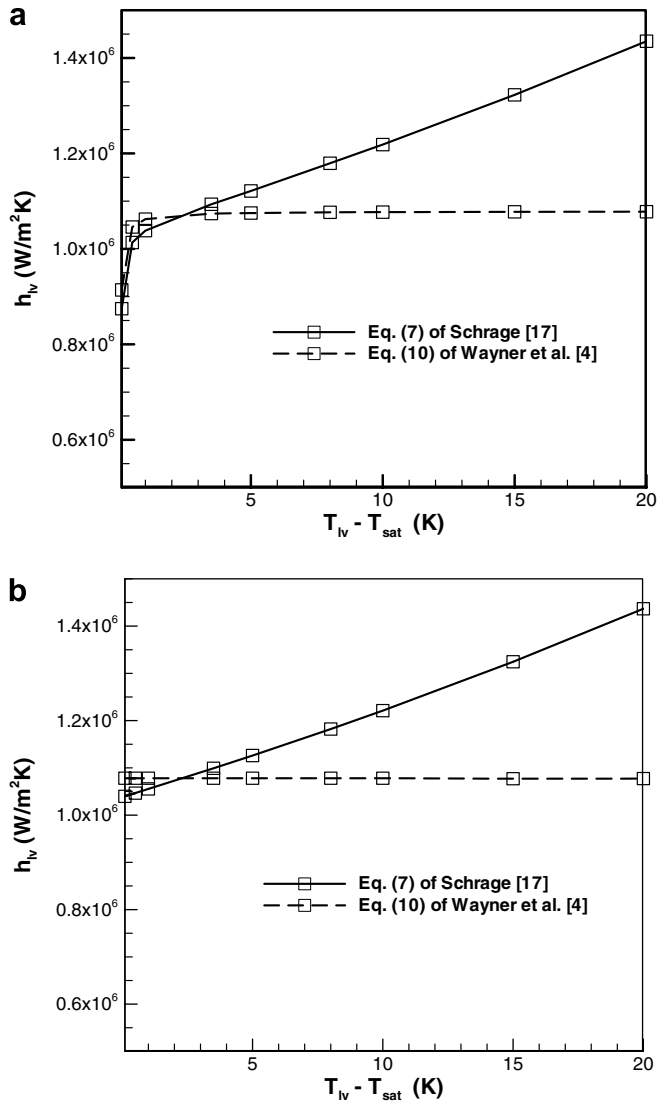 a
1.4x10⁶
1.2x10⁶
1.0x10⁶
0.8x10⁶
0.6x10⁶
h_lv (W/m²K)
Eq. (7) of Schrage [17]
Eq. (10) of Wayner et al. [4]
5 10 15 20
T_lv - T_sat (K)
b
1.4x10⁶
1.2x10⁶
1.0x10⁶
0.8x10⁶
0.6x10⁶
h_lv (W/m²K)
Eq. (7) of Schrage [17]
Eq. (10) of Wayner et al. [4]
5 10 15 20
T_lv - T_sat (K)